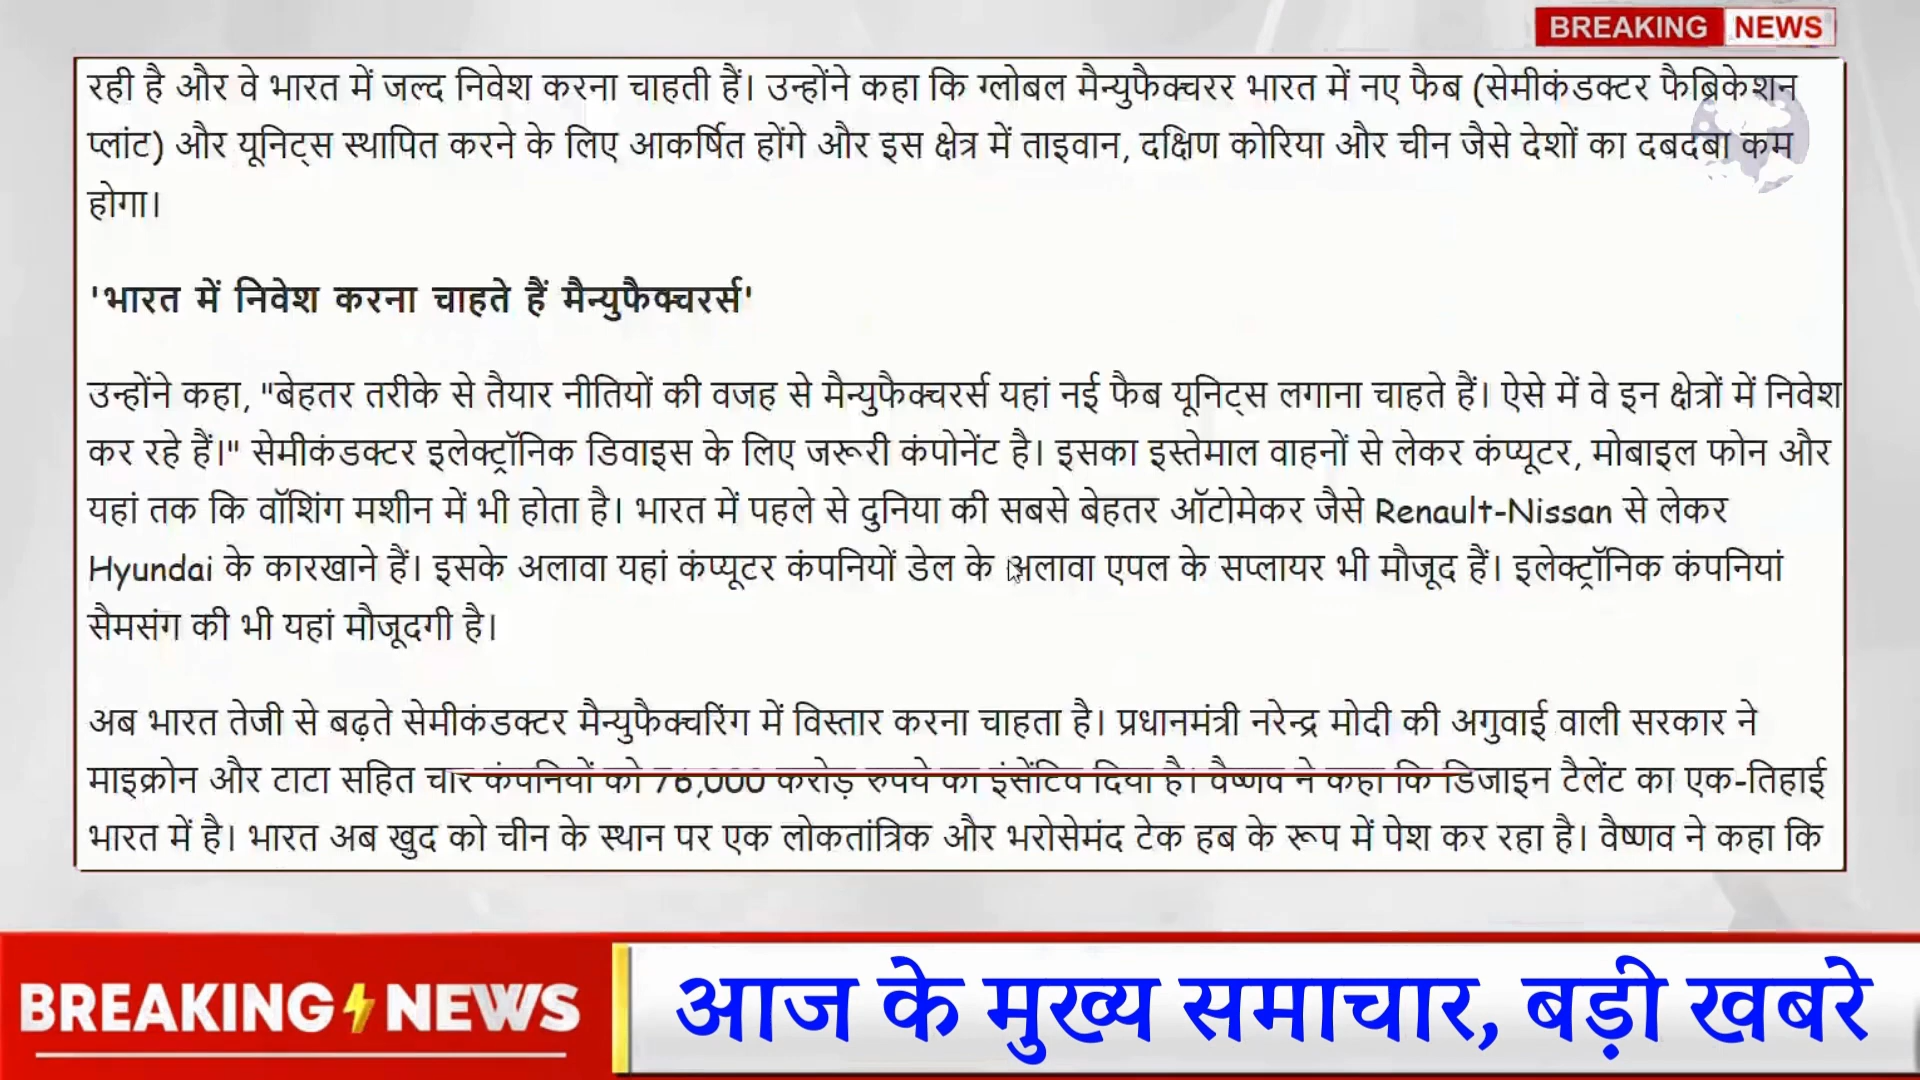 BREAKING NEWS
रही है और वे भारत में जल्द निवेश करना चाहती हैं। उन्होंने कहा कि ग्लोबल मैन्युफैक्चरर भारत में नए फैब (सेमीकंडक्टर फैब्रिकेशन
प्लांट) और यूनिट्स स्थापित करने के लिए आकर्षित होंगे और इस क्षेत्र में ताइवान, दक्षिण कोरिया और चीन जैसे देशों का दबदबा कम
होगा।
'भारत में निवेश करना चाहते हैं मैन्युफैक्चरर्स'
उन्होंने कहा, "बेहतर तरीके से तैयार नीतियों की वजह से मैन्युफैक्चरर्स यहां नई फैब यूनिट्स लगाना चाहते हैं। ऐसे में वे इन क्षेत्रों में निवेश
कर रहे हैं।" सेमीकंडक्टर इलेक्ट्रॉनिक डिवाइस के लिए जरूरी कंपोनेंट है। इसका इस्तेमाल वाहनों से लेकर कंप्यूटर, मोबाइल फोन और
यहां तक कि वॉशिंग मशीन में भी होता है। भारत में पहले से दुनिया की सबसे बेहतर ऑटोमेकर जैसे Renault-Nissan से लेकर
Hyundai के कारखाने हैं। इसके अलावा यहां कंप्यूटर कंपनियों डेल के अलावा एपल के सप्लायर भी मौजूद हैं। इलेक्ट्रॉनिक कंपनियां
सैमसंग की भी यहां मौजूदगी है।
अब भारत तेजी से बढ़ते सेमीकंडक्टर मैन्युफैक्चरिंग में विस्तार करना चाहता है। प्रधानमंत्री नरेन्द्र मोदी की अगुवाई वाली सरकार ने
माइक्रोन और टाटा सहित चार कंपनियों को 76,000 करोड़ रुपये का इंसेंटिव दिया है। वैष्णव ने कहा कि डिजाइन टैलेंट का एक-तिहाई
भारत में है। भारत अब खुद को चीन के स्थान पर एक लोकतांत्रिक और भरोसेमंद टेक हब के रूप में पेश कर रहा है। वैष्णव ने कहा कि
BREAKING NEWS
आज के मुख्य समाचार, बड़ी खबरे